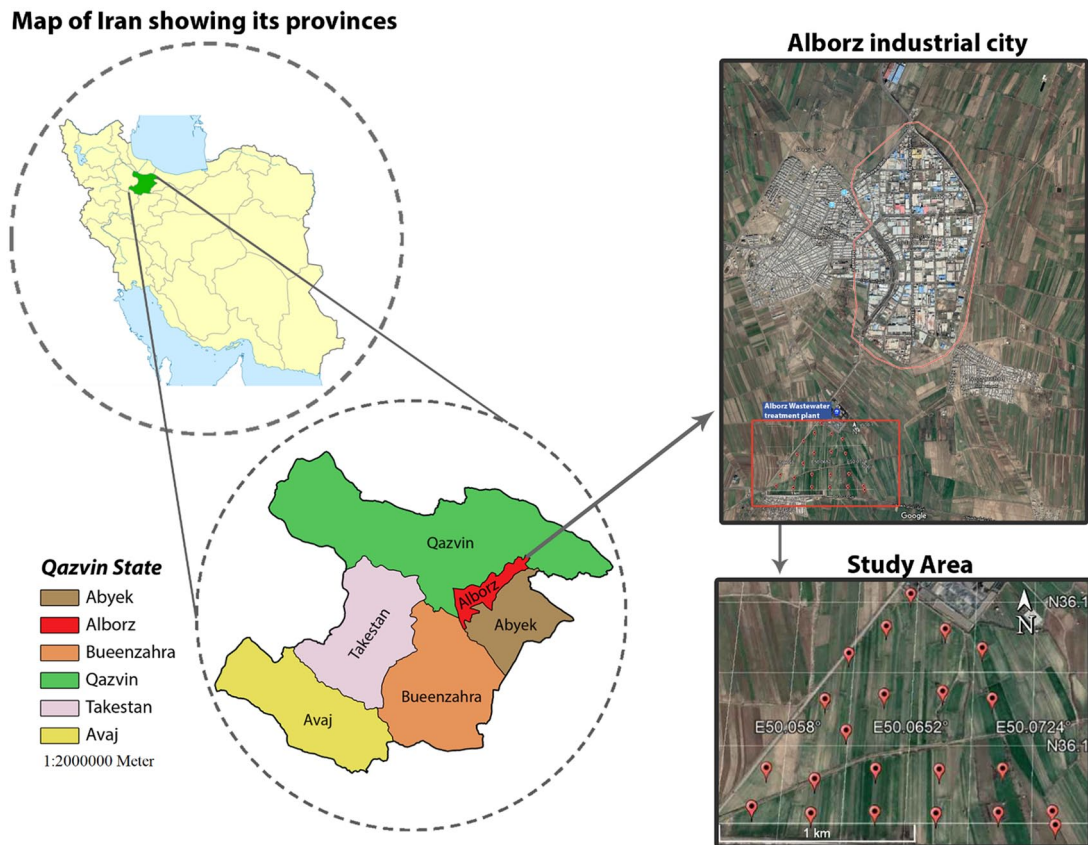 Map of Iran showing its provinces
Alborz industrial city
Alborz Wastewater
treatment plant
Google
Qazvin
Alborz
Abyek
Takestan
Bueenzahra
Avaj
Qazvin State
Abyek
Alborz
Bueenzahra
Qazvin
Takestan
Avaj
1:2000000 Meter
Study Area
N
N36.1
E50.058°
E50.0652°
E50.0724°
N36.1
1 km